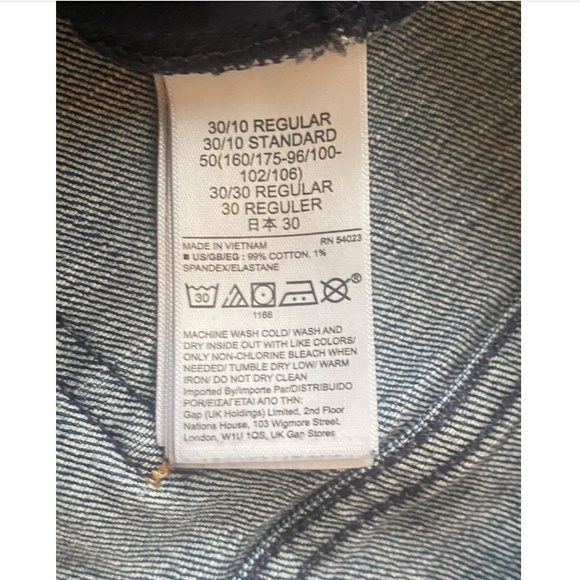 30/10 REGULAR
30/10 STANDARD
50(160/175-96/100-
102/106)
30/30 REGULAR
30 REGULER
日本 30
MADE IN VIETNAM RN 54023
■ US/GB/EG : 99% COTTON, 1%
SPANDEX/ELASTANE
30 ®
1166
MACHINE WASH COLD/ WASH AND
DRY INSIDE OUT WITH LIKE COLORS/
ONLY NON-CHLORINE BLEACH WHEN
NEEDED/ TUMBLE DRY LOW/ WARM
IRON/ DO NOT DRY CLEAN
Imported By/Importe Par/DISTRIBUIDO
POR/ΕΙΣΑΓΕΤΑΙ ΑΠΟ ΤΗΝ:
Gap (UK Holdings) Limited, 2nd Floor
Nations House, 103 Wigmore Street,
London, W1U 1QS, UK Gap Stores